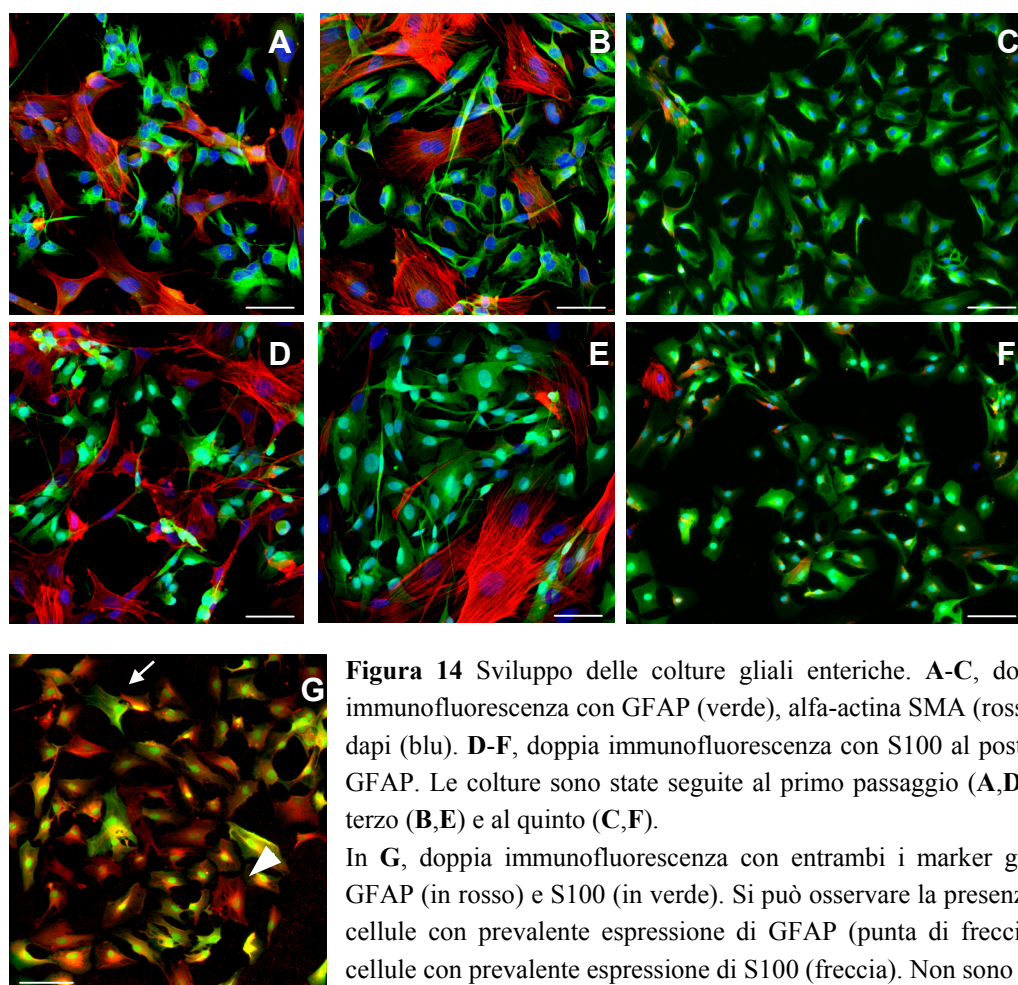 A
B
C
D
E
F
G
Figura 14 Sviluppo delle colture gliali enteriche. A-C, do
immunofluorescenza con GFAP (verde), alfa-actina SMA (ross
dapi (blu). D-F, doppia immunofluorescenza con S100 al post
GFAP. Le colture sono state seguite al primo passaggio (A,D
terzo (B,E) e al quinto (C,F).
In G, doppia immunofluorescenza con entrambi i marker g
GFAP (in rosso) e S100 (in verde). Si può osservare la presenz
cellule con prevalente espressione di GFAP (punta di frecci
cellule con prevalente espressione di S100 (freccia). Non sono